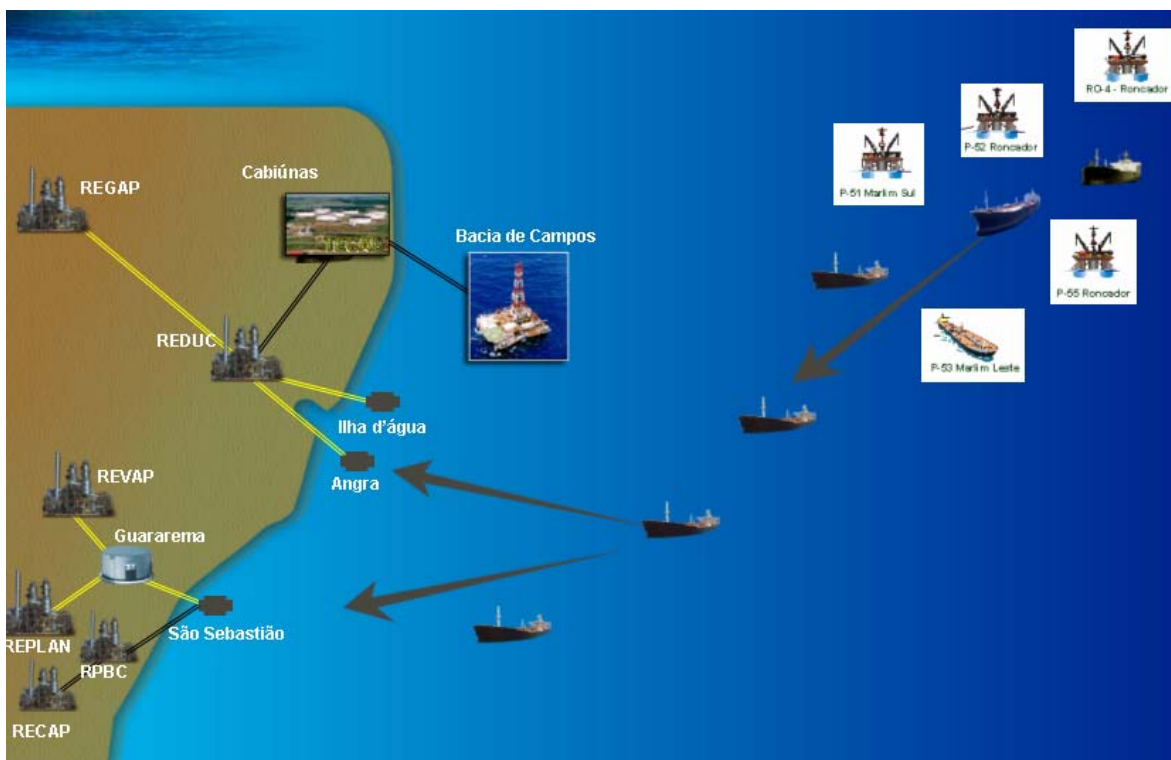 RO-4 - Roncador
P-52 Roncador
P-51 Marlim Sul
Cabiúnas
REGAP
Bacia de Campos
P-55 Roncador
REDUC
P-53 Marlim Leste
Ilha d'água
REVAP
Angra
Guararema
São Sebastião
REPLAN
RPBC
RECAP